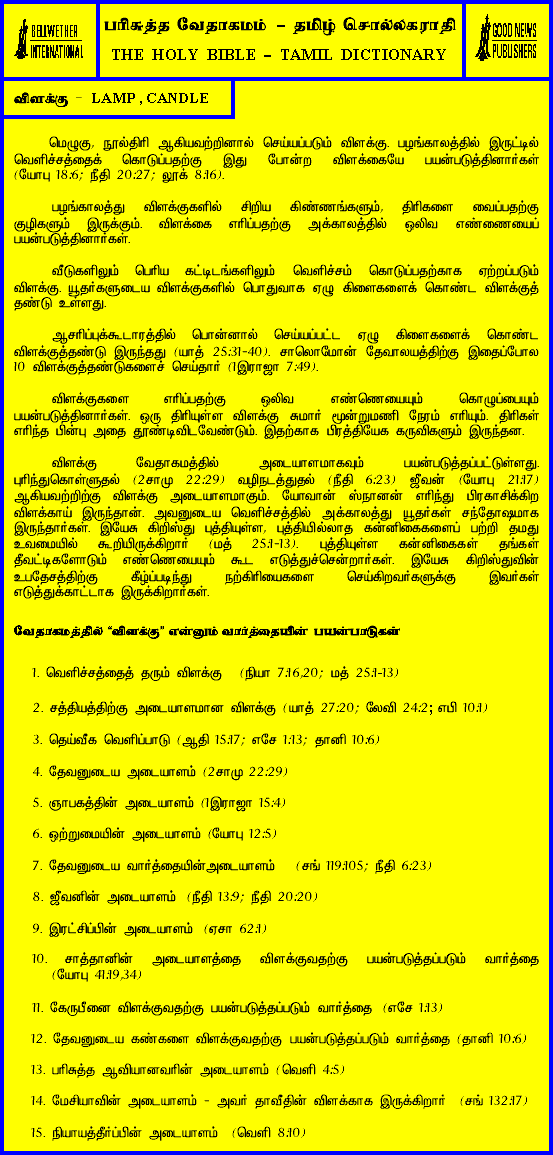 BELLWETHER
INTERNATIONAL
பரிசுத்த வேதாகமம் - தமிழ் சொல்லகராதி
THE HOLY BIBLE - TAMIL DICTIONARY
GOOD NEWS
PUBLISHERS
விளக்கு - LAMP , CANDLE
மெழுகு, நூல்திரி ஆகியவற்றினால் செய்யப்படும் விளக்கு. பழங்காலத்தில் இருட்டில்
வெளிச்சத்தைக் கொடுப்பதற்கு இது போன்ற விளக்கையே பயன்படுத்தினார்கள்
(யோபு 18:6; நீதி 20:27; லூக் 8:16).
பழங்காலத்து விளக்குகளில் சிறிய கிண்ணங்களும், திரிகளை வைப்பதற்கு
குழிகளும் இருக்கும். விளக்கை எரிப்பதற்கு அக்காலத்தில் ஒலிவ எண்ணையைப்
பயன்படுத்தினார்கள்.
வீடுகளிலும் பெரிய கட்டிடங்களிலும் வெளிச்சம் கொடுப்பதற்காக ஏற்றப்படும்
விளக்கு. யூதர்களுடைய விளக்குகளில் பொதுவாக ஏழு கிளைகளைக் கொண்ட விளக்குத்
தண்டு உள்ளது.
ஆசரிப்புக்கூடாரத்தில் பொன்னால் செய்யப்பட்ட ஏழு கிளைகளைக் கொண்ட
விளக்குத்தண்டு இருந்தது (யாத் 25:31-40). சாலொமோன் தேவாலயத்திற்கு இதைப்போல
10 விளக்குத்தண்டுகளைச் செய்தார் (1இராஜா 7:49).
விளக்குகளை எரிப்பதற்கு ஒலிவ எண்ணெயையும் கொழுப்பையும்
பயன்படுத்தினார்கள். ஒரு திரியுள்ள விளக்கு சுமார் மூன்றுமணி நேரம் எரியும். திரிகள்
எரிந்த பின்பு அதை தூண்டிவிடவேண்டும். இதற்காக பிரத்தியேக கருவிகளும் இருந்தன.
விளக்கு வேதாகமத்தில் அடையாளமாகவும் பயன்படுத்தப்பட்டுள்ளது.
புரிந்துகொள்ளுதல் (2சாமு 22:29) வழிநடத்துதல் (நீதி 6:23) ஜீவன் (யோபு 21:17)
ஆகியவற்றிற்கு விளக்கு அடையாளமாகும். யோவான் ஸ்நானன் எரிந்து பிரகாசிக்கிற
விளக்காய் இருந்தான். அவனுடைய வெளிச்சத்தில் அக்காலத்து யூதர்கள் சந்தோஷமாக
இருந்தார்கள். இயேசு கிறிஸ்து புத்தியுள்ள, புத்தியில்லாத கன்னிகைகளைப் பற்றி தமது
உவமையில் கூறியிருக்கிறார் (மத் 25:1-13). புத்தியுள்ள கன்னிகைகள் தங்கள்
தீவட்டிகளோடும் எண்ணெயையும் கூட எடுத்துச்சென்றார்கள். இயேசு கிறிஸ்துவின்
உபதேசத்திற்கு கீழ்ப்படிந்து நற்கிரியைகளை செய்கிறவர்களுக்கு இவர்கள்
எடுத்துக்காட்டாக இருக்கிறார்கள்.
வேதாகமத்தில் "விளக்கு" என்னும் வார்த்தையின் பயன்பாடுகள்
1. வெளிச்சத்தைத் தரும் விளக்கு (நியா 7:16,20; மத் 25:1-13)
2. சத்தியத்திற்கு அடையாளமான விளக்கு (யாத் 27:20; லேவி 24:2; எபி 10:1)
3. தெய்வீக வெளிப்பாடு (ஆதி 15:17; எசே 1:13; தானி 10:6)
4. தேவனுடைய அடையாளம் (2சாமு 22:29)
5. ஞாபகத்தின் அடையாளம் (1இராஜா 15:4)
6. ஒற்றுமையின் அடையாளம் (யோபு 12:5)
7. தேவனுடைய வார்த்தையின்அடையாளம் (சங் 119:105; நீதி 6:23)
8. ஜீவனின் அடையாளம் (நீதி 13:9; நீதி 20:20)
9. இரட்சிப்பின் அடையாளம் (ஏசா 62:1)
10. சாத்தானின் அடையாளத்தை விளக்குவதற்கு பயன்படுத்தப்படும் வார்த்தை
(யோபு 41:19,34)
11. கேருபீனை விளக்குவதற்கு பயன்படுத்தப்படும் வார்த்தை (எசே 1:13)
12. தேவனுடைய கண்களை விளக்குவதற்கு பயன்படுத்தப்படும் வார்த்தை (தானி 10:6)
13. பரிசுத்த ஆவியானவரின் அடையாளம் (வெளி 4:5)
14. மேசியாவின் அடையாளம் - அவர் தாவீதின் விளக்காக இருக்கிறார் (சங் 132:17)
15. நியாயத்தீர்ப்பின் அடையாளம் (வெளி 8:10)